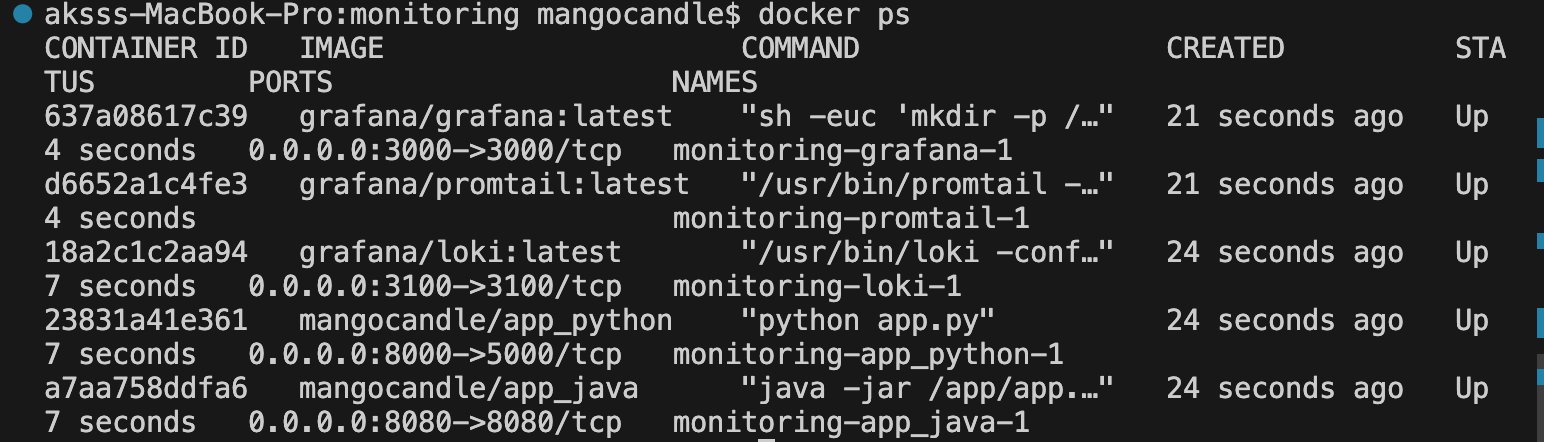 aksss-MacBook-Pro:monitoring mangocandle$ docker ps
CONTAINER ID   IMAGE                     COMMAND                  CREATED          STA
TUS         PORTS                    NAMES
637a08617c39   grafana/grafana:latest    "sh -euc 'mkdir -p /…"   21 seconds ago   Up
4 seconds   0.0.0.0:3000->3000/tcp   monitoring-grafana-1
d6652a1c4fe3   grafana/promtail:latest   "/usr/bin/promtail -…"   21 seconds ago   Up
4 seconds                            monitoring-promtail-1
18a2c1c2aa94   grafana/loki:latest       "/usr/bin/loki -conf…"   24 seconds ago   Up
7 seconds   0.0.0.0:3100->3100/tcp   monitoring-loki-1
23831a41e361   mangocandle/app_python    "python app.py"          24 seconds ago   Up
7 seconds   0.0.0.0:8000->5000/tcp   monitoring-app_python-1
a7aa758ddfa6   mangocandle/app_java      "java -jar /app/app.…"   24 seconds ago   Up
7 seconds   0.0.0.0:8080->8080/tcp   monitoring-app_java-1